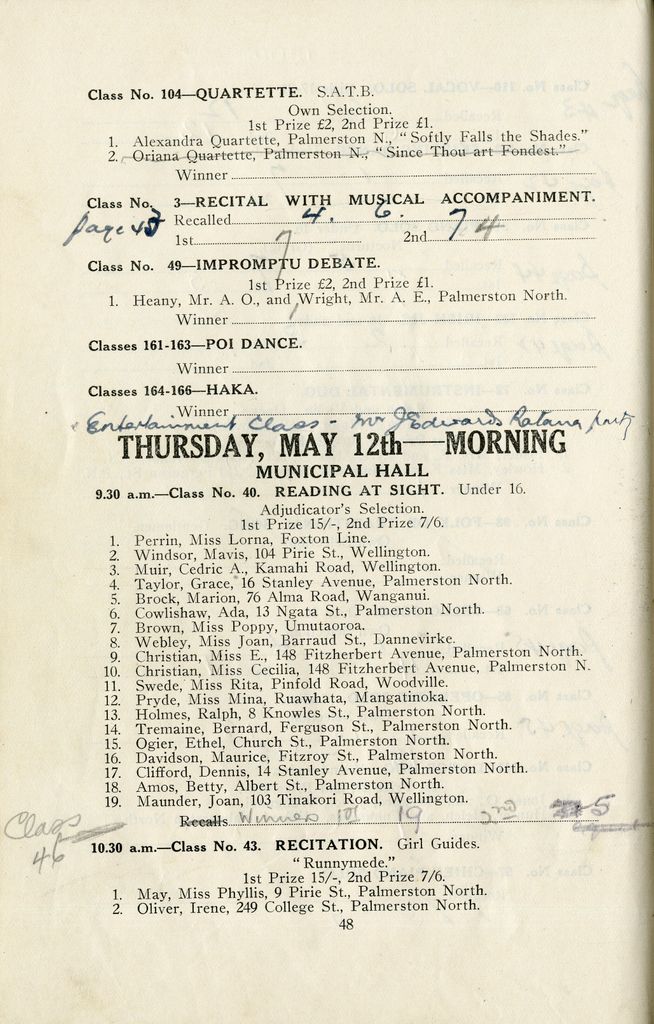 Class No. 104—QUARTETTE. S.A.T.B.
Own Selection.
1st Prize £2, 2nd Prize £1.
1. Alexandra Quartette, Palmerston N., "Softly Falls the Shades."
2. Oriana Quartette, Palmerston N., "Since Thou art Fondest."
Winner
Class No. 3—RECITAL WITH MUSICAL ACCOMPANIMENT.
page 45 Recalled 4. 6. 7
1st 7 2nd 4
Class No. 49—IMPROMPTU DEBATE.
1st Prize £2, 2nd Prize £1.
1. Heany, Mr. A. O., and Wright, Mr. A. E., Palmerston North.
Winner 1
Classes 161-163—POI DANCE.
Winner
Classes 164-166—HAKA.
Winner
Entertainment Class - Mr J Edwards Ratana party
THURSDAY, MAY 12th—MORNING
MUNICIPAL HALL
9.30 a.m.—Class No. 40. READING AT SIGHT. Under 16.
Adjudicator's Selection.
1st Prize 15/-, 2nd Prize 7/6.
1. Perrin, Miss Lorna, Foxton Line.
2. Windsor, Mavis, 104 Pirie St., Wellington.
3. Muir, Cedric A., Kamahi Road, Wellington.
4. Taylor, Grace, 16 Stanley Avenue, Palmerston North.
5. Brock, Marion, 76 Alma Road, Wanganui.
6. Cowlishaw, Ada, 13 Ngata St., Palmerston North.
7. Brown, Miss Poppy, Umutaoroa.
8. Webley, Miss Joan, Barraud St., Dannevirke.
9. Christian, Miss E., 148 Fitzherbert Avenue, Palmerston North.
10. Christian, Miss Cecilia, 148 Fitzherbert Avenue, Palmerston N.
11. Swede, Miss Rita, Pinfold Road, Woodville.
12. Pryde, Miss Mina, Ruawhata, Mangatinoka.
13. Holmes, Ralph, 8 Knowles St., Palmerston North.
14. Tremaine, Bernard, Ferguson St., Palmerston North.
15. Ogier, Ethel, Church St., Palmerston North.
16. Davidson, Maurice, Fitzroy St., Palmerston North.
17. Clifford, Dennis, 14 Stanley Avenue, Palmerston North.
18. Amos, Betty, Albert St., Palmerston North.
19. Maunder, Joan, 103 Tinakori Road, Wellington.
Recalls Winner 1st 19 2nd 5
Class 46
10.30 a.m.—Class No. 43. RECITATION. Girl Guides.
"Runnymede."
1st Prize 15/-, 2nd Prize 7/6.
1. May, Miss Phyllis, 9 Pirie St., Palmerston North.
2. Oliver, Irene, 249 College St., Palmerston North.
48